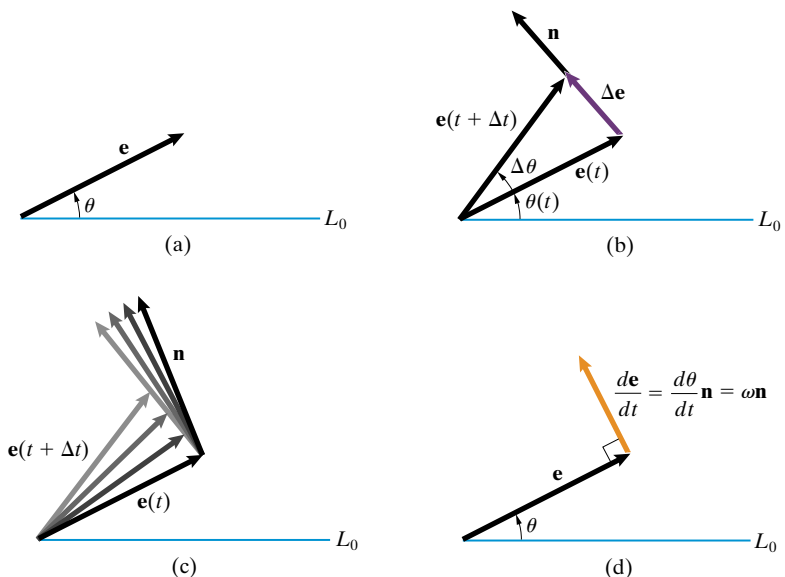 e
θ
L₀
(a)
n
Δe
e(t + Δt)
Δθ
e(t)
θ(t)
L₀
(b)
n
e(t + Δt)
e(t)
L₀
(c)
de/dt = dθ/dt n = ωn
e
θ
L₀
(d)